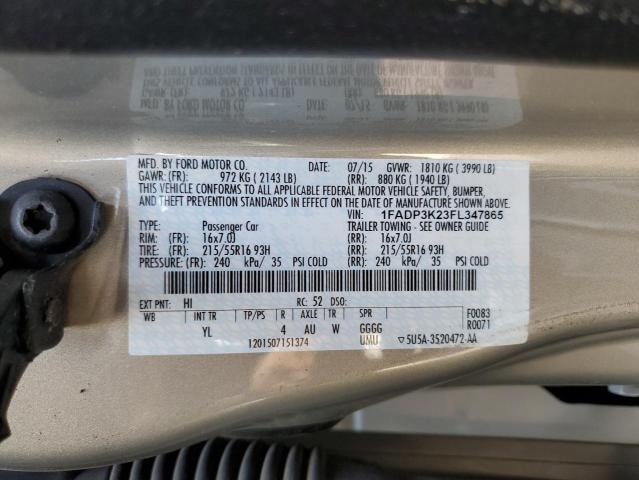 MFD. BY FORD MOTOR CO. DATE: 07/15 GVWR: 1810 KG ( 3990 LB)
GAWR: (FR): 972 KG ( 2143 LB) (RR): 880 KG ( 1940 LB)
THIS VEHICLE CONFORMS TO ALL APPLICABLE FEDERAL MOTOR VEHICLE SAFETY, BUMPER,
AND THEFT PREVENTION STANDARDS IN EFFECT ON THE DATE OF MANUFACTURE SHOWN ABOVE.
VIN: 1FADP3K23FL347865
TYPE: Passenger Car TRAILER TOWING - SEE OWNER GUIDE
RIM: (FR): 16x7.0J (RR): 16x7.0J
TIRE: (FR): 215/55R16 93H (RR): 215/55R16 93H
PRESSURE: (FR): 240 kPa/ 35 PSI COLD (RR): 240 kPa/ 35 PSI COLD
EXT PNT: HI RC: 52 DSO: F0083
WB INT TR TP/PS R AXLE TR SPR R0071
YL 4 AU W GGGG
1201507151374 UMU ▽5U5A-3520472-AA